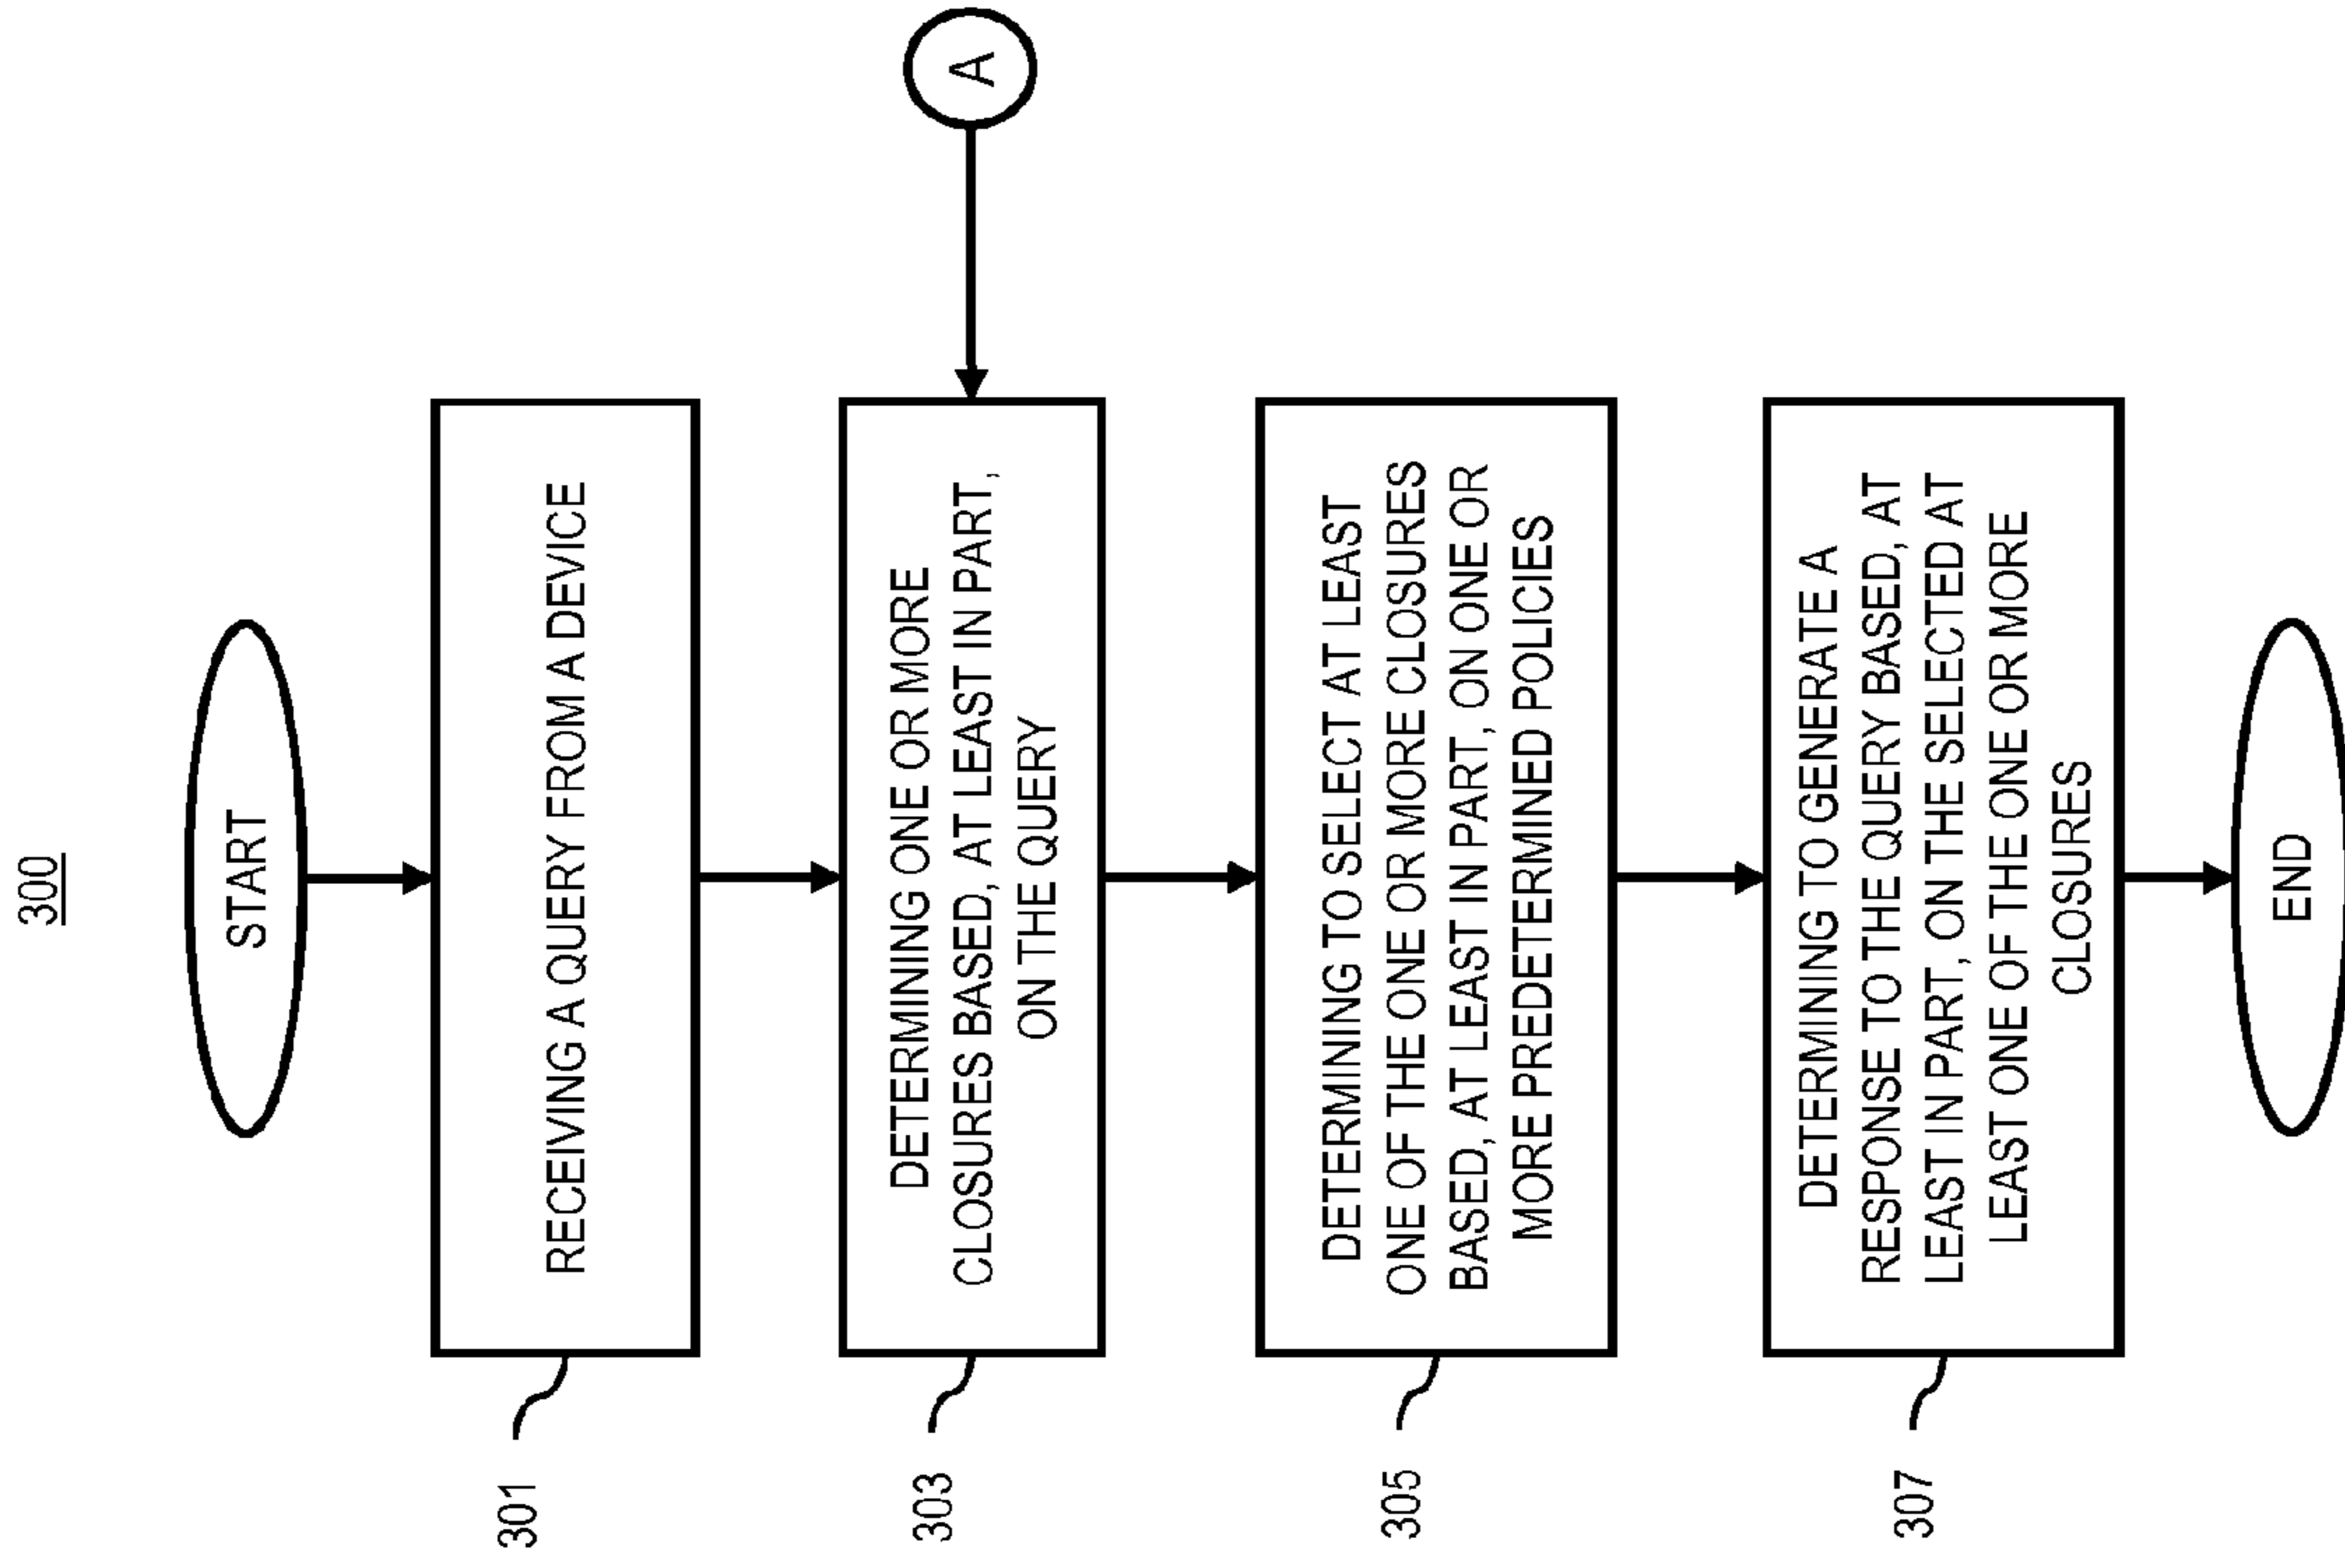 300
START
A
301
RECEIVING A QUERY FROM A DEVICE
303
DETERMINING ONE OR MORE
CLOSURES BASED, AT LEAST IN PART,
ON THE QUERY
305
DETERMINING TO SELECT AT LEAST
ONE OF THE ONE OR MORE CLOSURES
BASED, AT LEAST IN PART, ON ONE OR
MORE PREDETERMINED POLICIES
307
DETERMINING TO GENERATE A
RESPONSE TO THE QUERY BASED, AT
LEAST IN PART, ON THE SELECTED AT
LEAST ONE OF THE ONE OR MORE
CLOSURES
END